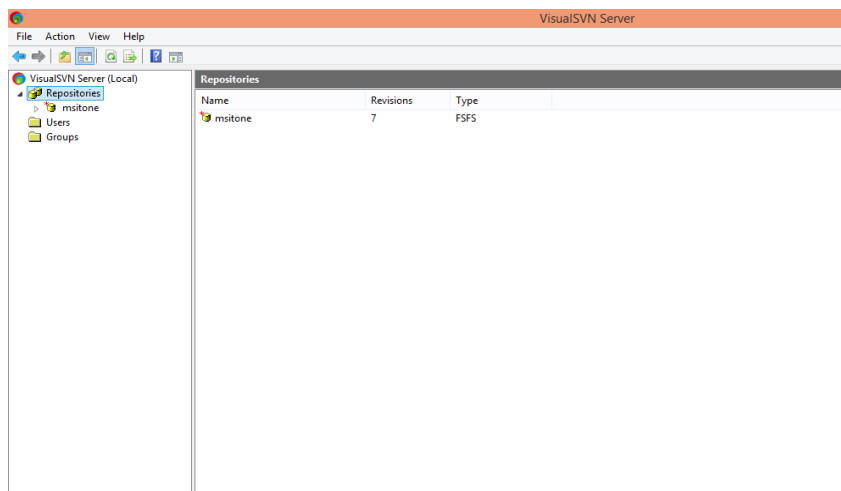 VisualSVN Server
File Action View Help
VisualSVN Server (Local)
Repositories
msitone
Users
Groups
Repositories
Name Revisions Type
msitone 7 FSFS